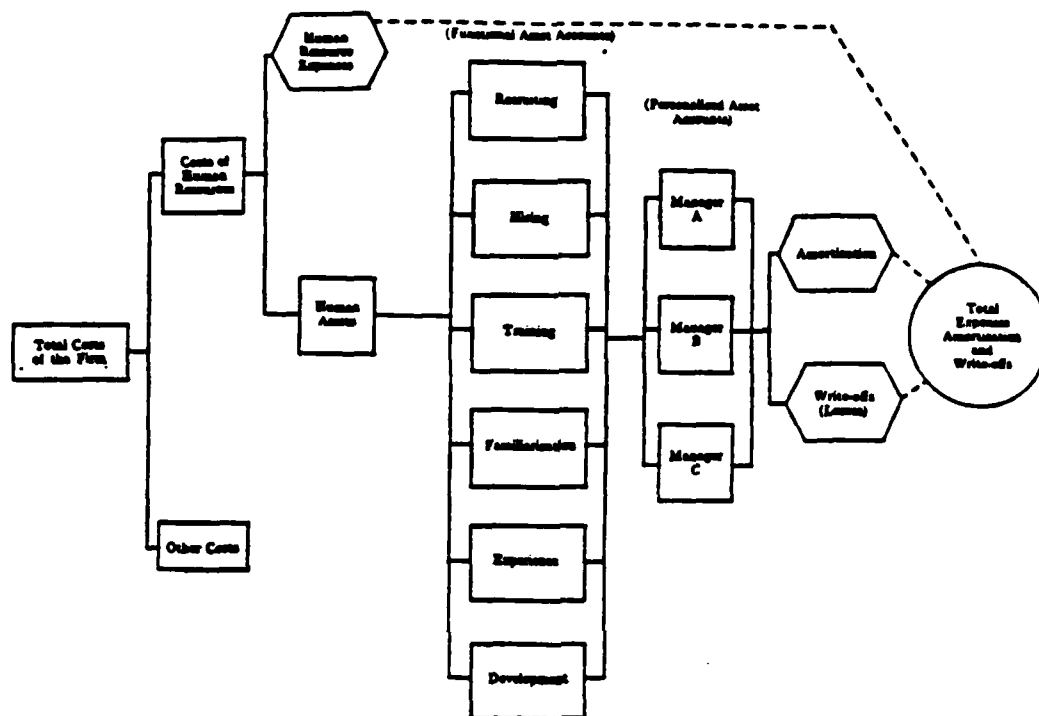 Human
Resource
Expenses
(Functional Asset Accounts)
Recruiting
(Personalized Asset
Accounts)
Costs of
Human
Resources
Manager
A
Hiring
Amortization
Human
Assets
Total
Expenses
Amortization
and
Write-offs
Total Costs
of the Firm
Training
Manager
B
Write-offs
(Losses)
Familiarization
Manager
C
Other Costs
Experience
Development